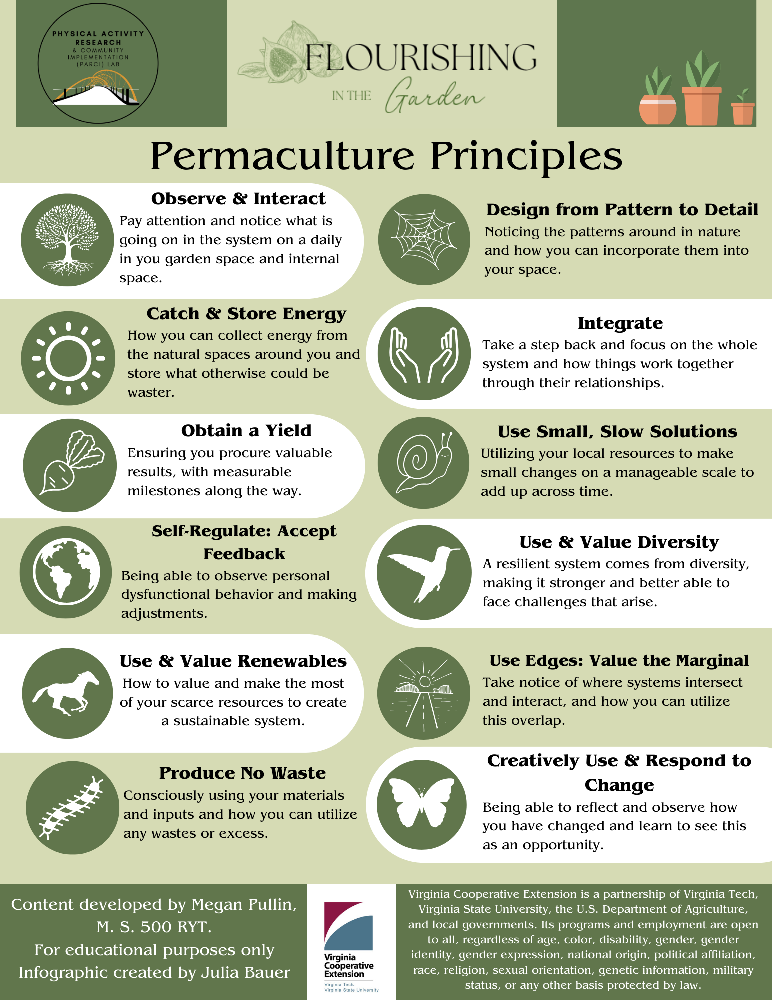 PHYSICAL ACTIVITY
RESEARCH
& COMMUNITY
IMPLEMENTATION
(PARCI) LAB
FLOURISHING
IN THE Garden
Permaculture Principles
Observe & Interact
Pay attention and notice what is
going on in the system on a daily
in you garden space and internal
space.
Catch & Store Energy
How you can collect energy from
the natural spaces around you and
store what otherwise could be
waster.
Obtain a Yield
Ensuring you procure valuable
results, with measurable
milestones along the way.
Self-Regulate: Accept
Feedback
Being able to observe personal
dysfunctional behavior and making
adjustments.
Use & Value Renewables
How to value and make the most
of your scarce resources to create
a sustainable system.
Produce No Waste
Consciously using your materials
and inputs and how you can utilize
any wastes or excess.
Design from Pattern to Detail
Noticing the patterns around in nature
and how you can incorporate them into
your space.
Integrate
Take a step back and focus on the whole
system and how things work together
through their relationships.
Use Small, Slow Solutions
Utilizing your local resources to make
small changes on a manageable scale to
add up across time.
Use & Value Diversity
A resilient system comes from diversity,
making it stronger and better able to
face challenges that arise.
Use Edges: Value the Marginal
Take notice of where systems intersect
and interact, and how you can utilize
this overlap.
Creatively Use & Respond to
Change
Being able to reflect and observe how
you have changed and learn to see this
as an opportunity.
Content developed by Megan Pullin,
M. S. 500 RYT.
For educational purposes only
Infographic created by Julia Bauer
Virginia
Cooperative
Extension
Virginia Tech.
Virginia State University
Virginia Cooperative Extension is a partnership of Virginia Tech,
Virginia State University, the U.S. Department of Agriculture,
and local governments. Its programs and employment are open
to all, regardless of age, color, disability, gender, gender
identity, gender expression, national origin, political affiliation,
race, religion, sexual orientation, genetic information, military
status, or any other basis protected by law.